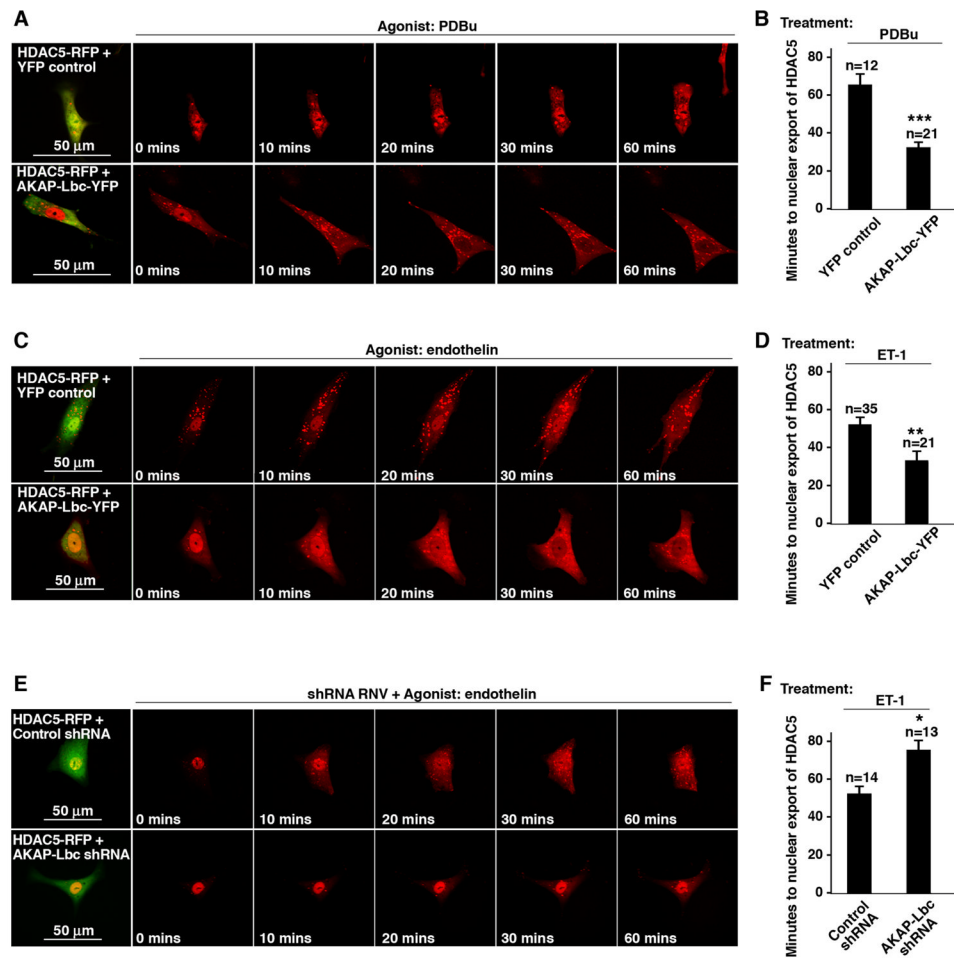 A
Agonist: PDBu
HDAC5-RFP +
YFP control
50 µm
0 mins
10 mins
20 mins
30 mins
60 mins
HDAC5-RFP +
AKAP-Lbc-YFP
50 µm
0 mins
10 mins
20 mins
30 mins
60 mins
B
Treatment:
PDBu
Minutes to nuclear export of HDAC5
80
60
40
20
0
n=12
***
n=21
YFP control
AKAP-Lbc-YFP
C
Agonist: endothelin
HDAC5-RFP +
YFP control
50 µm
0 mins
10 mins
20 mins
30 mins
60 mins
HDAC5-RFP +
AKAP-Lbc-YFP
50 µm
0 mins
10 mins
20 mins
30 mins
60 mins
D
Treatment:
ET-1
Minutes to nuclear export of HDAC5
80
60
40
20
0
n=35
**
n=21
YFP control
AKAP-Lbc-YFP
E
shRNA RNV + Agonist: endothelin
HDAC5-RFP +
Control shRNA
50 µm
0 mins
10 mins
20 mins
30 mins
60 mins
HDAC5-RFP +
AKAP-Lbc shRNA
50 µm
0 mins
10 mins
20 mins
30 mins
60 mins
F
Treatment:
ET-1
Minutes to nuclear export of HDAC5
80
60
40
20
0
n=14
*
n=13
Control
shRNA
AKAP-Lbc
shRNA